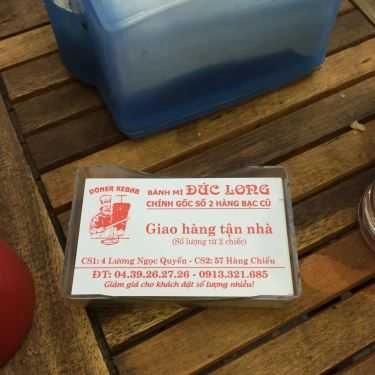 DONER KEBAB
BÁNH MÌ ĐỨC LONG
CHÍNH GỐC SỐ 2 HÀNG BẠC CŨ
Giao hàng tận nhà
(Số lượng từ 2 chiếc)
CS1: 4 Lương Ngọc Quyến - CS2: 57 Hàng Chiếu
ĐT: 04.39.26.27.26 - 0913.321.685
Giảm giá cho khách đặt số lượng nhiều!